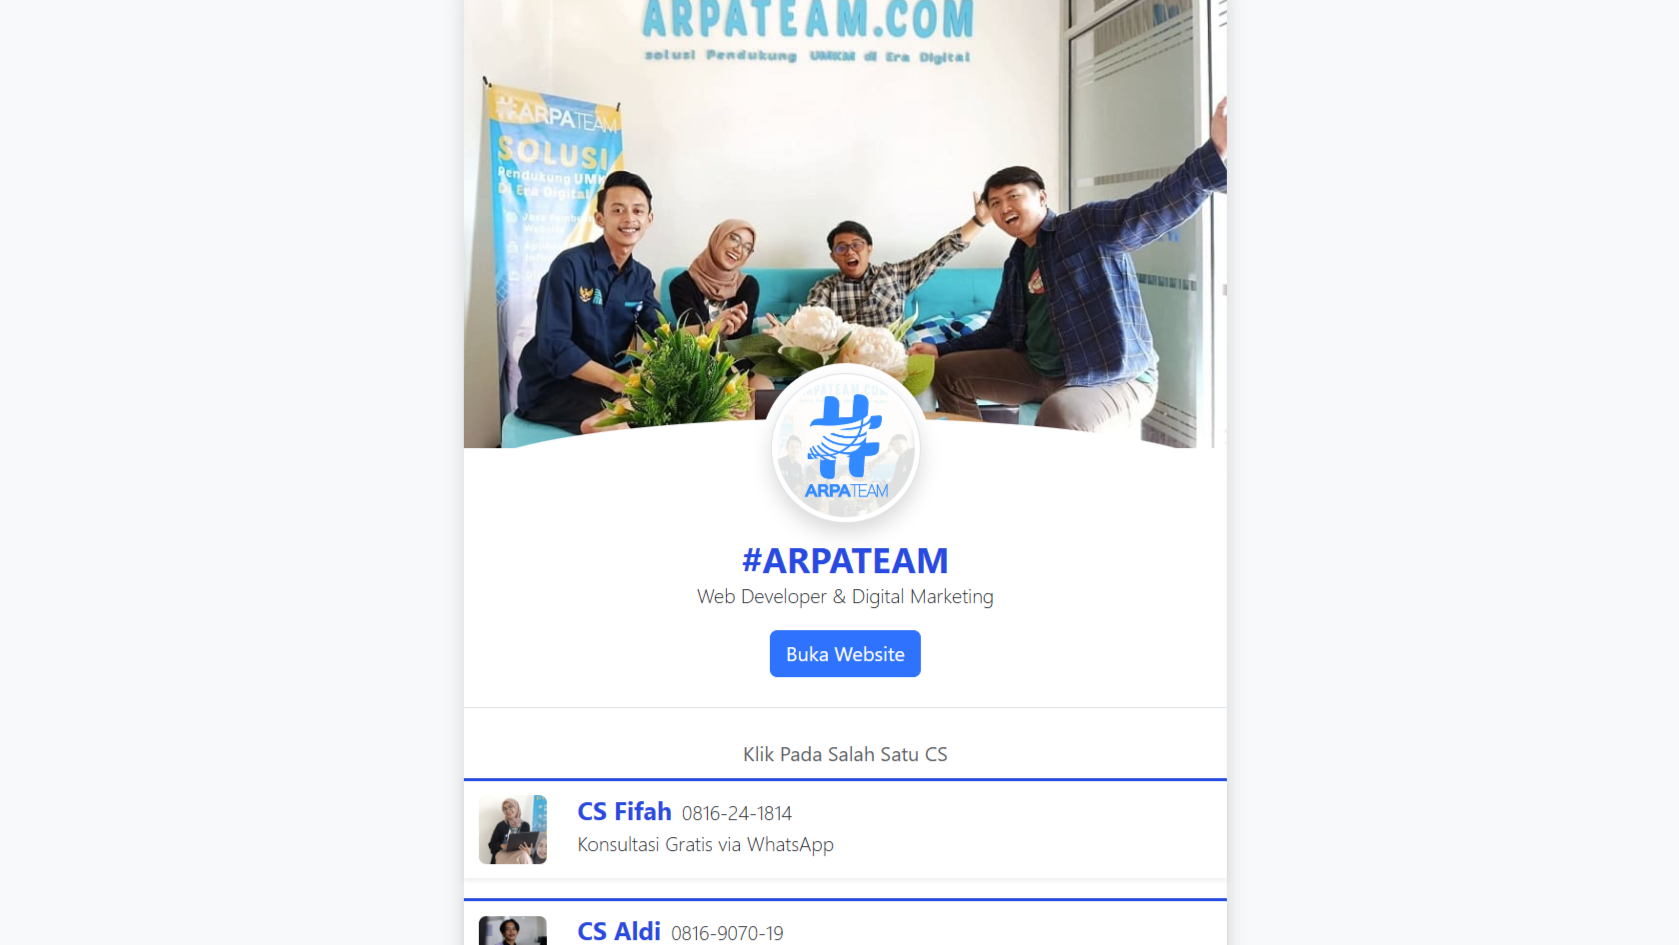 ARPATEAM.COM
solusi Pendukung UMKM di Era Digital
#ARPATEAM
SOLUSI
Pendukung UMK
Di Era Digital
Website
ARPATEAM
#ARPATEAM
Web Developer & Digital Marketing
Buka Website
Klik Pada Salah Satu CS
CS Fifah 0816-24-1814
Konsultasi Gratis via WhatsApp
CS Aldi 0816-9070-19